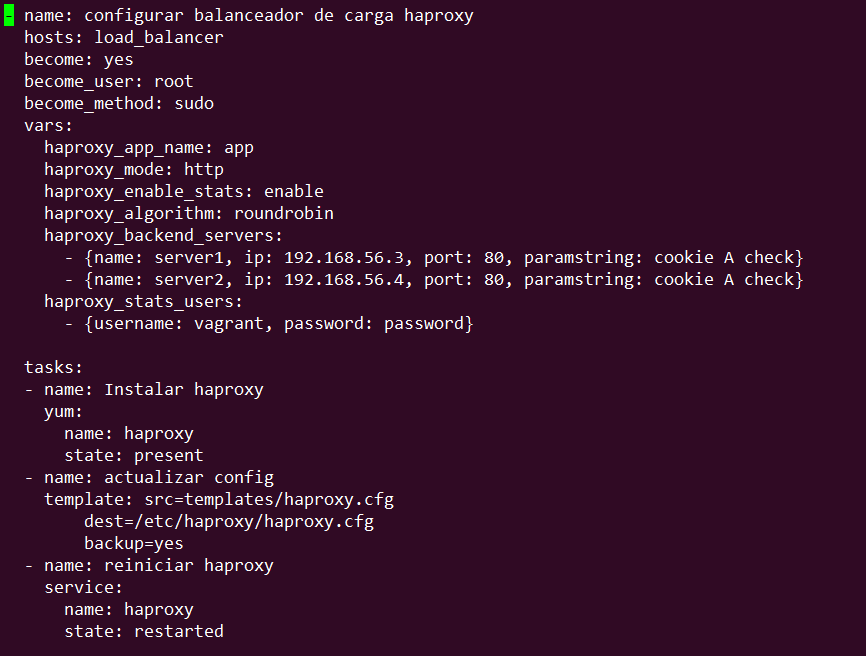 - name: configurar balanceador de carga haproxy
  hosts: load_balancer
  become: yes
  become_user: root
  become_method: sudo
  vars:
    haproxy_app_name: app
    haproxy_mode: http
    haproxy_enable_stats: enable
    haproxy_algorithm: roundrobin
    haproxy_backend_servers:
      - {name: server1, ip: 192.168.56.3, port: 80, paramstring: cookie A check}
      - {name: server2, ip: 192.168.56.4, port: 80, paramstring: cookie A check}
    haproxy_stats_users:
      - {username: vagrant, password: password}

  tasks:
  - name: Instalar haproxy
    yum:
      name: haproxy
      state: present
  - name: actualizar config
    template: src=templates/haproxy.cfg
        dest=/etc/haproxy/haproxy.cfg
        backup=yes
  - name: reiniciar haproxy
    service:
      name: haproxy
      state: restarted